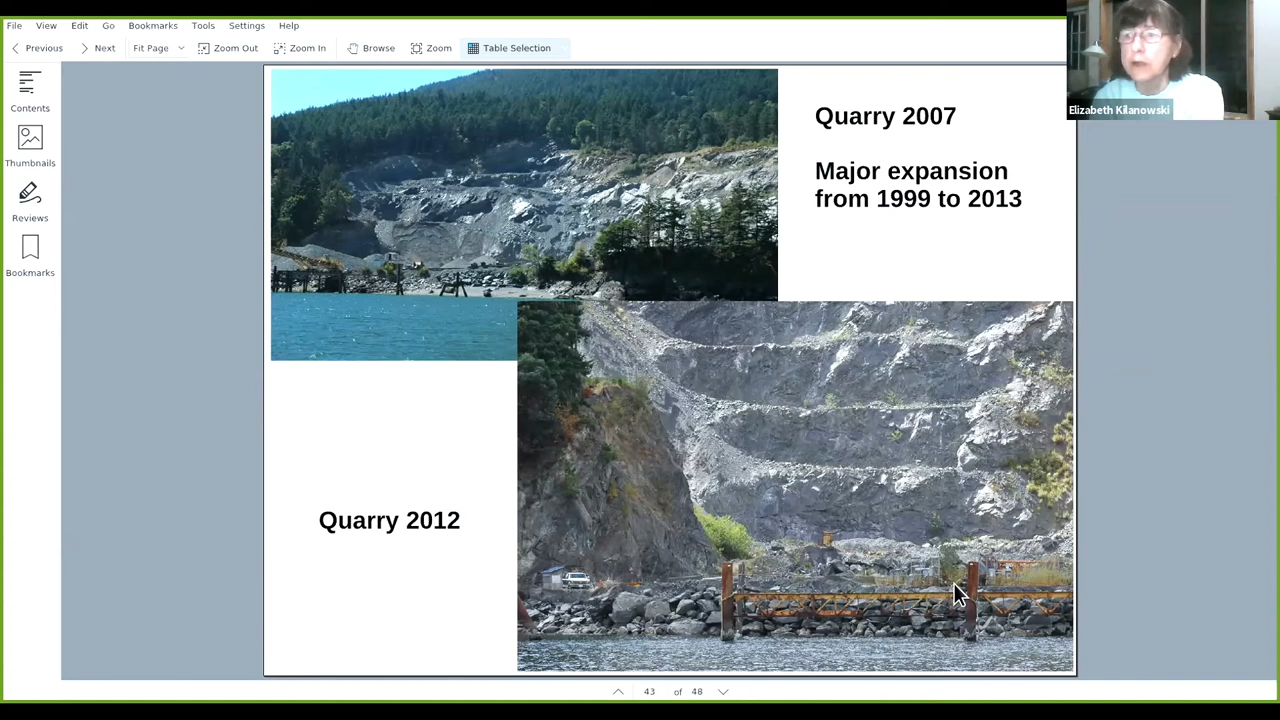 File View Edit Go Bookmarks Tools Settings Help
Previous Next Fit Page Zoom Out Zoom In Browse Zoom Table Selection
Contents
Thumbnails
Reviews
Bookmarks
Elizabeth Kilanowski
Quarry 2007
Major expansion
from 1999 to 2013
Quarry 2012
43 of 48